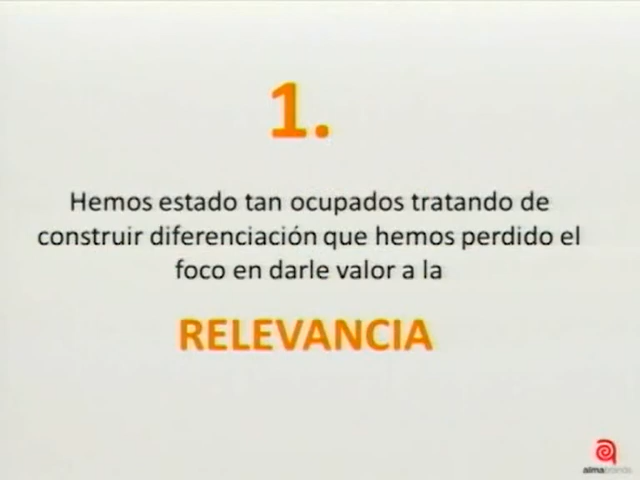 1.
Hemos estado tan ocupados tratando de
construir diferenciación que hemos perdido el
foco en darle valor a la
RELEVANCIA
almabrands